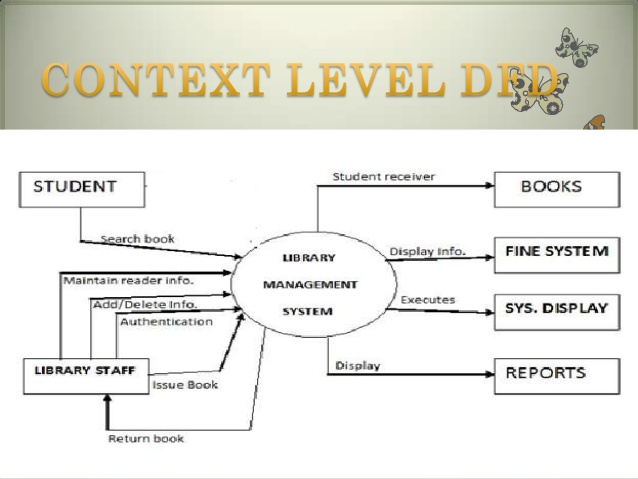 CONTEXT LEVEL DFD
Student receiver
STUDENT
BOOKS
Search book
LIBRARY
MANAGEMENT
SYSTEM
Display Info.
FINE SYSTEM
Maintain reader info.
Add/Delete Info.
Authentication
Executes
SYS. DISPLAY
LIBRARY STAFF
Issue Book
Display
REPORTS
Return book